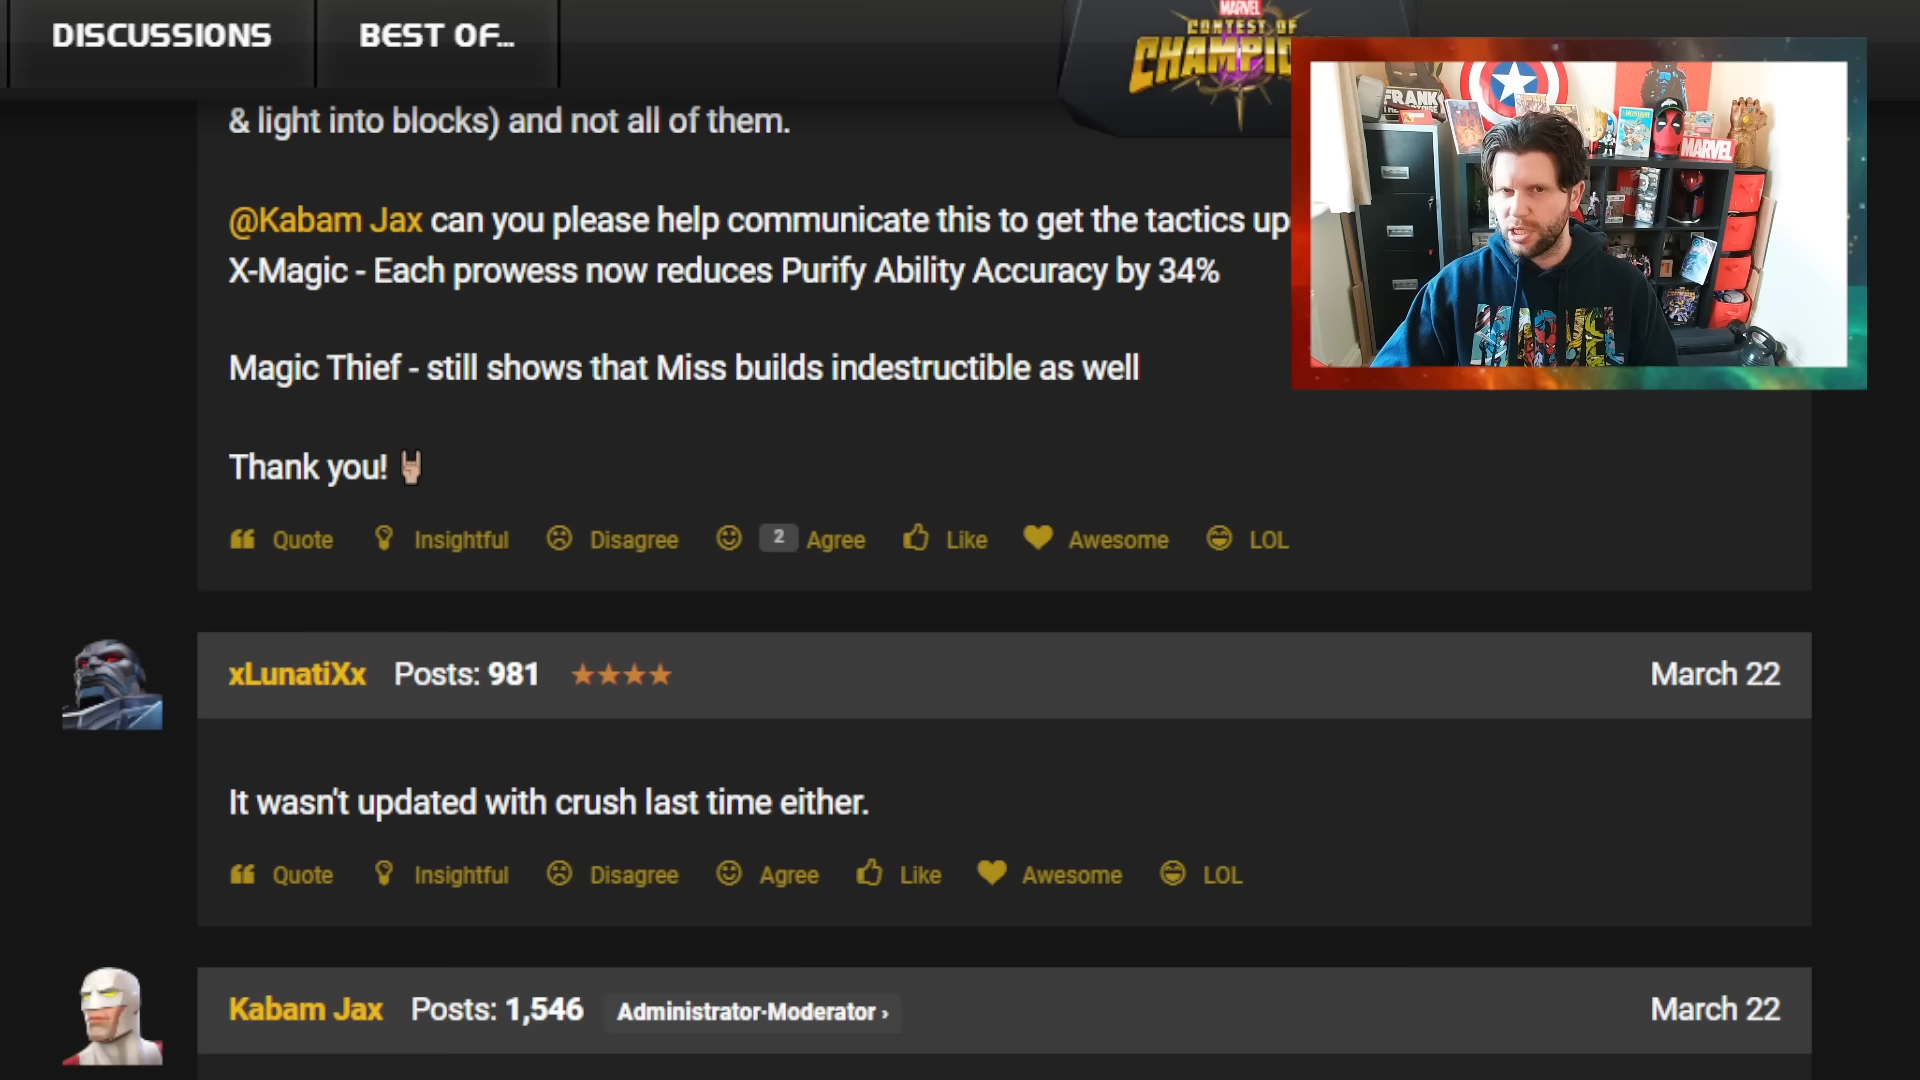 DISCUSSIONS BEST OF...
MARVEL
CONTEST OF
& light into blocks) and not all of them.
FRANK
MARVEL
@Kabam Jax can you please help communicate this to get the tactics up
X-Magic - Each prowess now reduces Purify Ability Accuracy by 34%
MARVEL
Magic Thief - still shows that Miss builds indestructible as well
Thank you! 🤘🏼
Quote Insightful Disagree 2 Agree Like Awesome LOL
xLunatiXx Posts: 981 ★★★★ March 22
It wasn't updated with crush last time either.
Quote Insightful Disagree Agree Like Awesome LOL
Kabam Jax Posts: 1,546 Administrator·Moderator › March 22